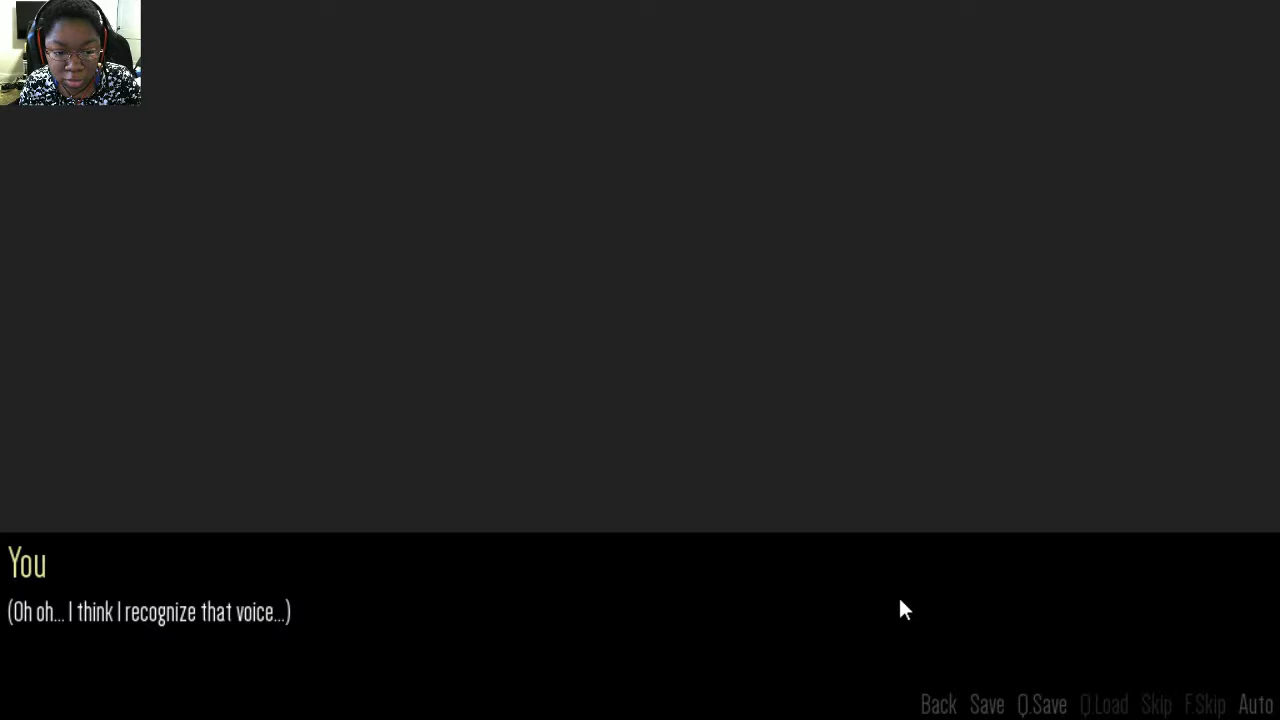 You
(Oh oh... I think I recognize that voice...)
Back Save Q.Save Q.Load Skip F.Skip Auto